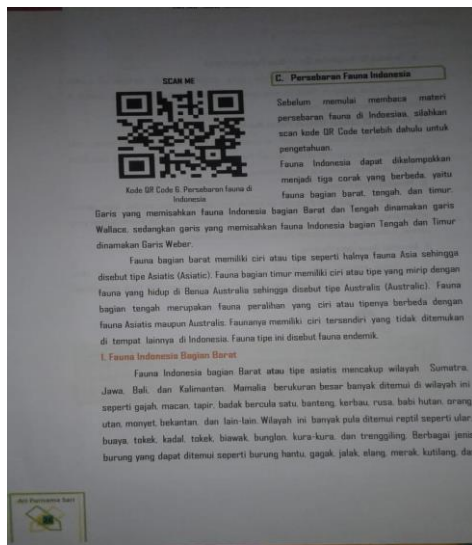 SCAN ME
Kode QR Code 6. Persebaran fauna di
Indonesia
C. Persebaran Fauna Indonesia
Sebelum memulai membaca materi
persebaran fauna di Indoesiaa, silahkan
scan kode QR Code terlebih dahulu untuk
pengetahuan.
Fauna Indonesia dapat dikelompokkan
menjadi tiga corak yang berbeda, yaitu
fauna bagian barat, tengah, dan timur.
Garis yang memisahkan fauna Indonesia bagian Barat dan Tengah dinamakan garis
Wallace, sedangkan garis yang memisahkan fauna Indonesia bagian Tengah dan Timur
dinamakan Garis Weber.
Fauna bagian barat memiliki ciri atau tipe seperti halnya fauna Asia sehingga
disebut tipe Asiatis (Asiatic). Fauna bagian timur memiliki ciri atau tipe yang mirip dengan
fauna yang hidup di Benua Australia sehingga disebut tipe Australis (Australic). Fauna
bagian tengah merupakan fauna peralihan yang ciri atau tipenya berbeda dengan
fauna Asiatis maupun Australis. Faunanya memiliki ciri tersendiri yang tidak ditemukan
di tempat lainnya di Indonesia. Fauna tipe ini disebut fauna endemik.
1. Fauna Indonesia Bagian Barat
Fauna Indonesia bagian Barat atau tipe asiatis mencakup wilayah Sumatra,
Jawa, Bali, dan Kalimantan. Mamalia berukuran besar banyak ditemui di wilayah ini
seperti gajah, macan, tapir, badak bercula satu, banteng, kerbau, rusa, babi hutan, orang
utan, monyet, bekantan, dan lain-lain. Wilayah ini banyak pula ditemui reptil seperti ular,
buaya, tokek, kadal, tokek, biawak, bunglon, kura-kura, dan trenggiling. Berbagai jenis
burung yang dapat ditemui seperti burung hantu, gagak, jalak, elang, merak, kutilang, da